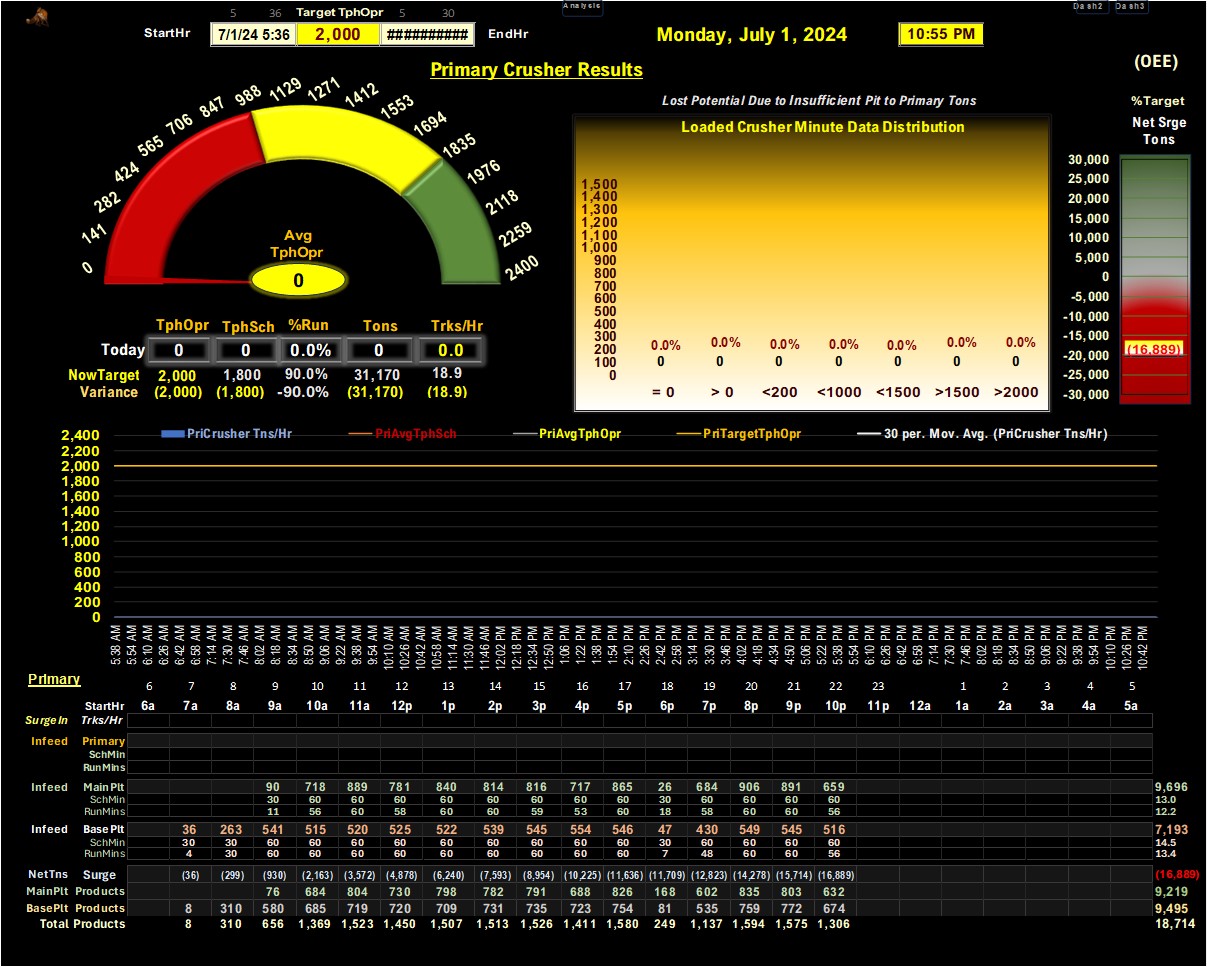 5 36 Target TphOpr 5 30 Analysis Dash2 Dash3
StartHr 7/1/24 5:36 2,000 ########## EndHr Monday, July 1, 2024 10:55 PM
Primary Crusher Results
(OEE)
%Target
Net Srge
Tons
30,000
25,000
20,000
15,000
10,000
5,000
0
-5,000
-10,000
-15,000
-20,000
-25,000
-30,000
(16,889)
0 141 282 424 565 706 847 988 1129 1271 1412 1553 1694 1835 1976 2118 2259 2400
Avg
TphOpr
0
Lost Potential Due to Insufficient Pit to Primary Tons
Loaded Crusher Minute Data Distribution
1,500
1,400
1,300
1,200
1,100
1,000
900
800
700
600
500
400
300
200
100
0
0.0% 0.0% 0.0% 0.0% 0.0% 0.0% 0.0%
0 0 0 0 0 0 0
= 0 > 0 <200 <1000 <1500 >1500 >2000
TphOpr TphSch %Run Tons Trks/Hr
Today 0 0 0.0% 0 0.0
NowTarget 2,000 1,800 90.0% 31,170 18.9
Variance (2,000) (1,800) -90.0% (31,170) (18.9)
PriCrusher Tns/Hr PriAvgTphSch PriAvgTphOpr PriTargetTphOpr 30 per. Mov. Avg. (PriCrusher Tns/Hr)
2,400
2,200
2,000
1,800
1,600
1,400
1,200
1,000
800
600
400
200
0
5:38 AM 5:54 AM 6:10 AM 6:26 AM 6:42 AM 6:58 AM 7:14 AM 7:30 AM 7:46 AM 8:02 AM 8:18 AM 8:34 AM 8:50 AM 9:06 AM 9:22 AM 9:38 AM 9:54 AM 10:10 AM 10:26 AM 10:42 AM 10:58 AM 11:14 AM 11:30 AM 11:46 AM 12:02 PM 12:18 PM 12:34 PM 12:50 PM 1:06 PM 1:22 PM 1:38 PM 1:54 PM 2:10 PM 2:26 PM 2:42 PM 2:58 PM 3:14 PM 3:30 PM 3:46 PM 4:02 PM 4:18 PM 4:34 PM 4:50 PM 5:06 PM 5:22 PM 5:38 PM 5:54 PM 6:10 PM 6:26 PM 6:42 PM 6:58 PM 7:14 PM 7:30 PM 7:46 PM 8:02 PM 8:18 PM 8:34 PM 8:50 PM 9:06 PM 9:22 PM 9:38 PM 9:54 PM 10:10 PM 10:26 PM 10:42 PM
Primary
6 7 8 9 10 11 12 13 14 15 16 17 18 19 20 21 22 23 1 2 3 4 5
StartHr 6a 7a 8a 9a 10a 11a 12p 1p 2p 3p 4p 5p 6p 7p 8p 9p 10p 11p 12a 1a 2a 3a 4a 5a
SurgeIn Trks/Hr
Infeed Primary
SchMin
RunMins
Infeed MainPlt 90 718 889 781 840 814 816 717 865 26 684 906 891 659 9,696
SchMin 30 60 60 60 60 60 60 60 60 30 60 60 60 60 13.0
RunMins 11 56 60 58 60 60 59 53 60 18 58 60 60 56 12.2
Infeed BasePlt 36 263 541 515 520 525 522 539 545 554 546 47 430 549 545 516 7,193
SchMin 30 30 60 60 60 60 60 60 60 60 60 30 60 60 60 60 14.5
RunMins 4 30 60 60 60 60 60 60 60 60 60 7 48 60 60 56 13.4
NetTns Surge (36) (299) (930) (2,163) (3,572) (4,878) (6,240) (7,593) (8,954) (10,225) (11,636) (11,709) (12,823) (14,278) (15,714) (16,889) (16,889)
MainPlt Products 76 684 804 730 798 782 791 688 826 168 602 835 803 632 9,219
BasePlt Products 8 310 580 685 719 720 709 731 735 723 754 81 535 759 772 674 9,495
Total Products 8 310 656 1,369 1,523 1,450 1,507 1,513 1,526 1,411 1,580 249 1,137 1,594 1,575 1,306 18,714